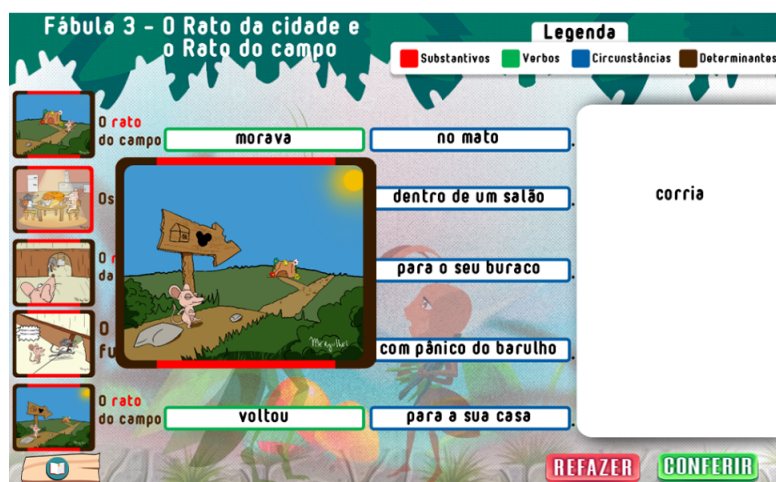 Fábula 3 - O Rato da cidade e
o Rato do campo
Legenda
Substantivos Verbos Circunstâncias Determinantes
O rato
do campo morava no mato.
Os dentro de um salão.
da para o seu buraco.
O
fu com pânico do barulho.
O rato
do campo voltou para a sua casa.
corria
REFAZER CONFERIR